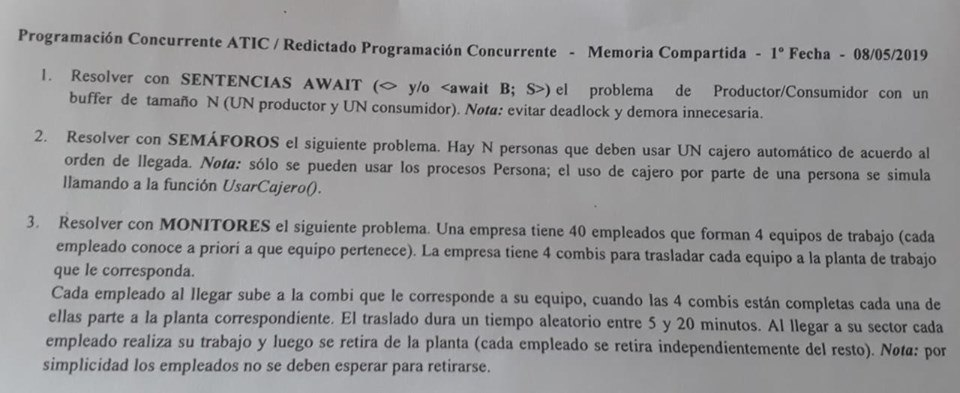 Programación Concurrente ATIC / Redictado Programación Concurrente - Memoria Compartida - 1º Fecha - 08/05/2019
1. Resolver con SENTENCIAS AWAIT (<> y/o <await B; S>) el problema de Productor/Consumidor con un
buffer de tamaño N (UN productor y UN consumidor). Nota: evitar deadlock y demora innecesaria.
2. Resolver con SEMÁFOROS el siguiente problema. Hay N personas que deben usar UN cajero automático de acuerdo al
orden de llegada. Nota: sólo se pueden usar los procesos Persona; el uso de cajero por parte de una persona se simula
llamando a la función UsarCajero().
3. Resolver con MONITORES el siguiente problema. Una empresa tiene 40 empleados que forman 4 equipos de trabajo (cada
empleado conoce a priori a que equipo pertenece). La empresa tiene 4 combis para trasladar cada equipo a la planta de trabajo
que le corresponda.
Cada empleado al llegar sube a la combi que le corresponde a su equipo, cuando las 4 combis están completas cada una de
ellas parte a la planta correspondiente. El traslado dura un tiempo aleatorio entre 5 y 20 minutos. Al llegar a su sector cada
empleado realiza su trabajo y luego se retira de la planta (cada empleado se retira independientemente del resto). Nota: por
simplicidad los empleados no se deben esperar para retirarse.